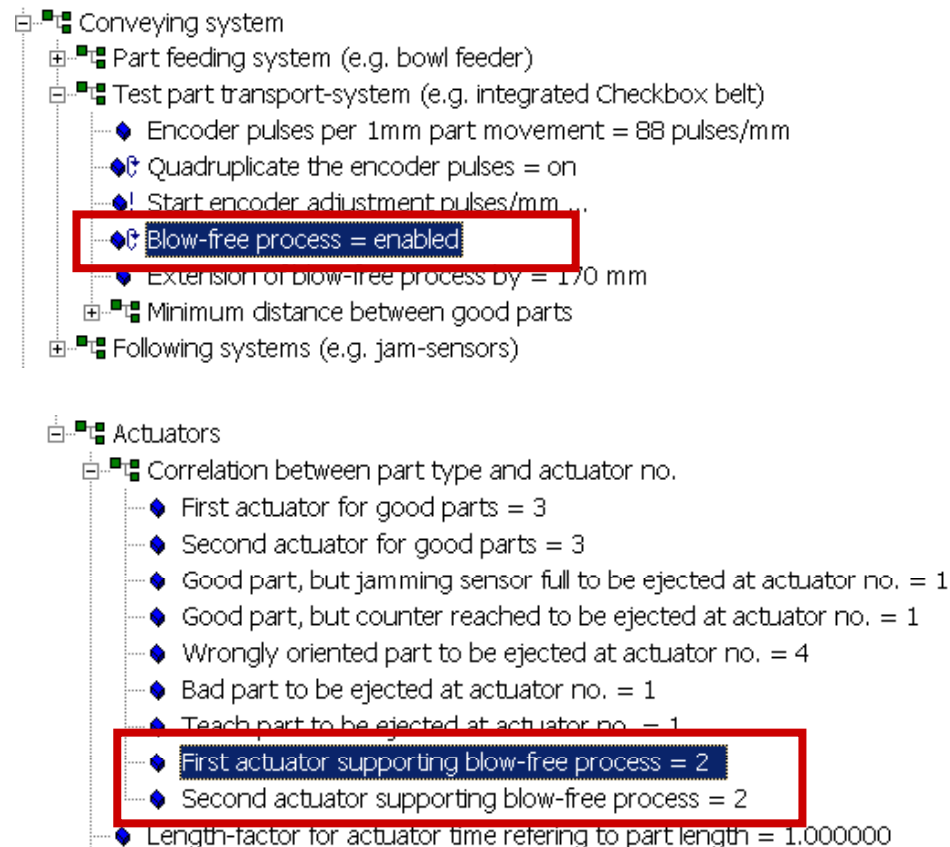 Conveying system
Part feeding system (e.g. bowl feeder)
Test part transport-system (e.g. integrated Checkbox belt)
Encoder pulses per 1mm part movement = 88 pulses/mm
Quadruplicate the encoder pulses = on
Start encoder adjustment pulses/mm ...
Blow-free process = enabled
Extension of blow-free process by = 170 mm
Minimum distance between good parts
Following systems (e.g. jam-sensors)
Actuators
Correlation between part type and actuator no.
First actuator for good parts = 3
Second actuator for good parts = 3
Good part, but jamming sensor full to be ejected at actuator no. = 1
Good part, but counter reached to be ejected at actuator no. = 1
Wrongly oriented part to be ejected at actuator no. = 4
Bad part to be ejected at actuator no. = 1
Teach part to be ejected at actuator no. = 1
First actuator supporting blow-free process = 2
Second actuator supporting blow-free process = 2
Length-factor for actuator time refering to part length = 1.000000